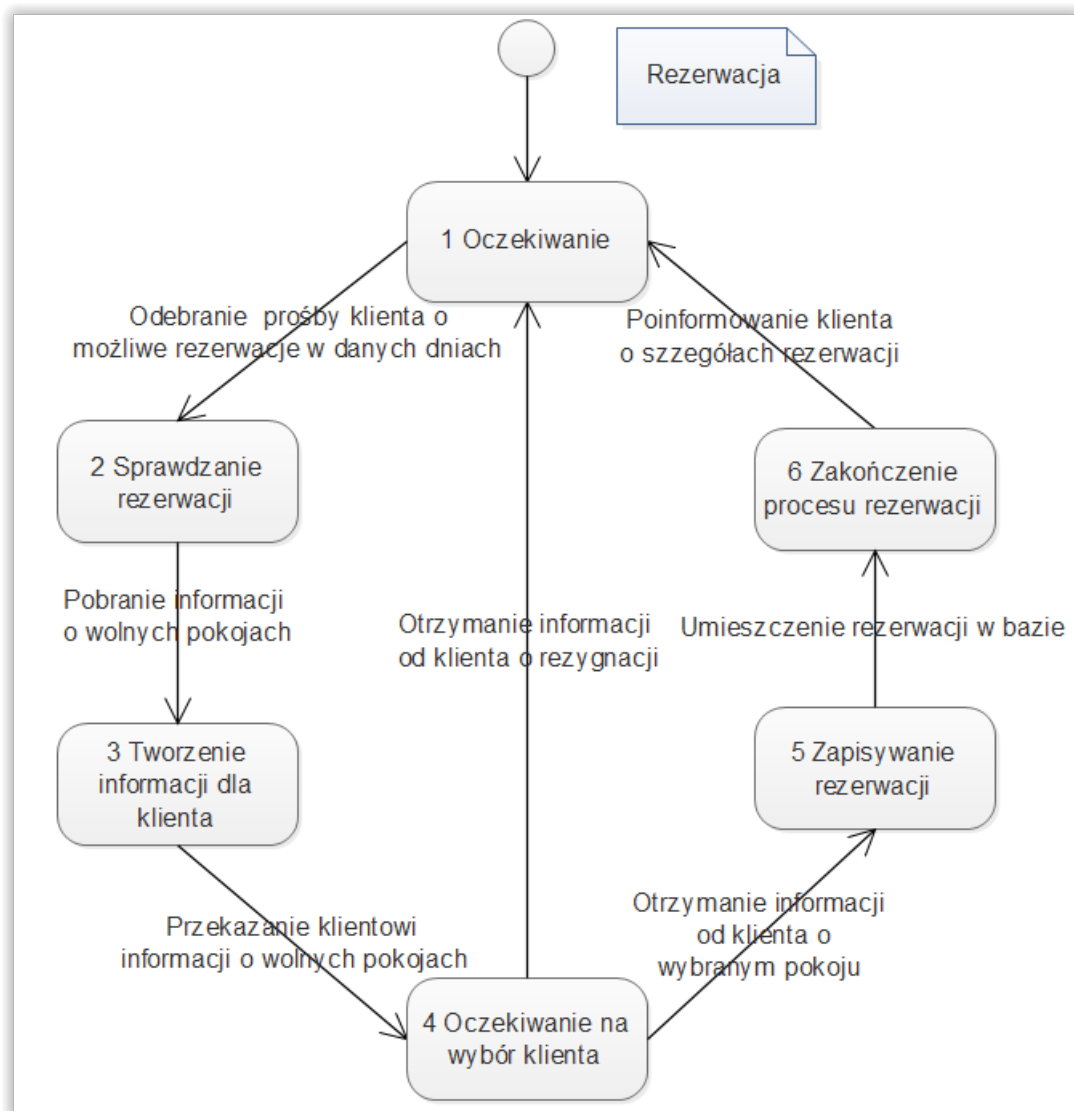 Rezerwacja
1 Oczekiwanie
Odebranie prośby klienta o
możliwe rezerwacje w danych dniach
Poinformowanie klienta
o szzegółach rezerwacji
2 Sprawdzanie
rezerwacji
6 Zakończenie
procesu rezerwacji
Pobranie informacji
o wolnych pokojach
Otrzymanie informacji
od klienta o rezygnacji
Umieszczenie rezerwacji w bazie
3 Tworzenie
informacji dla
klienta
5 Zapisywanie
rezerwacji
Przekazanie klientowi
informacji o wolnych pokojach
Otrzymanie informacji
od klienta o
wybranym pokoju
4 Oczekiwanie na
wybór klienta